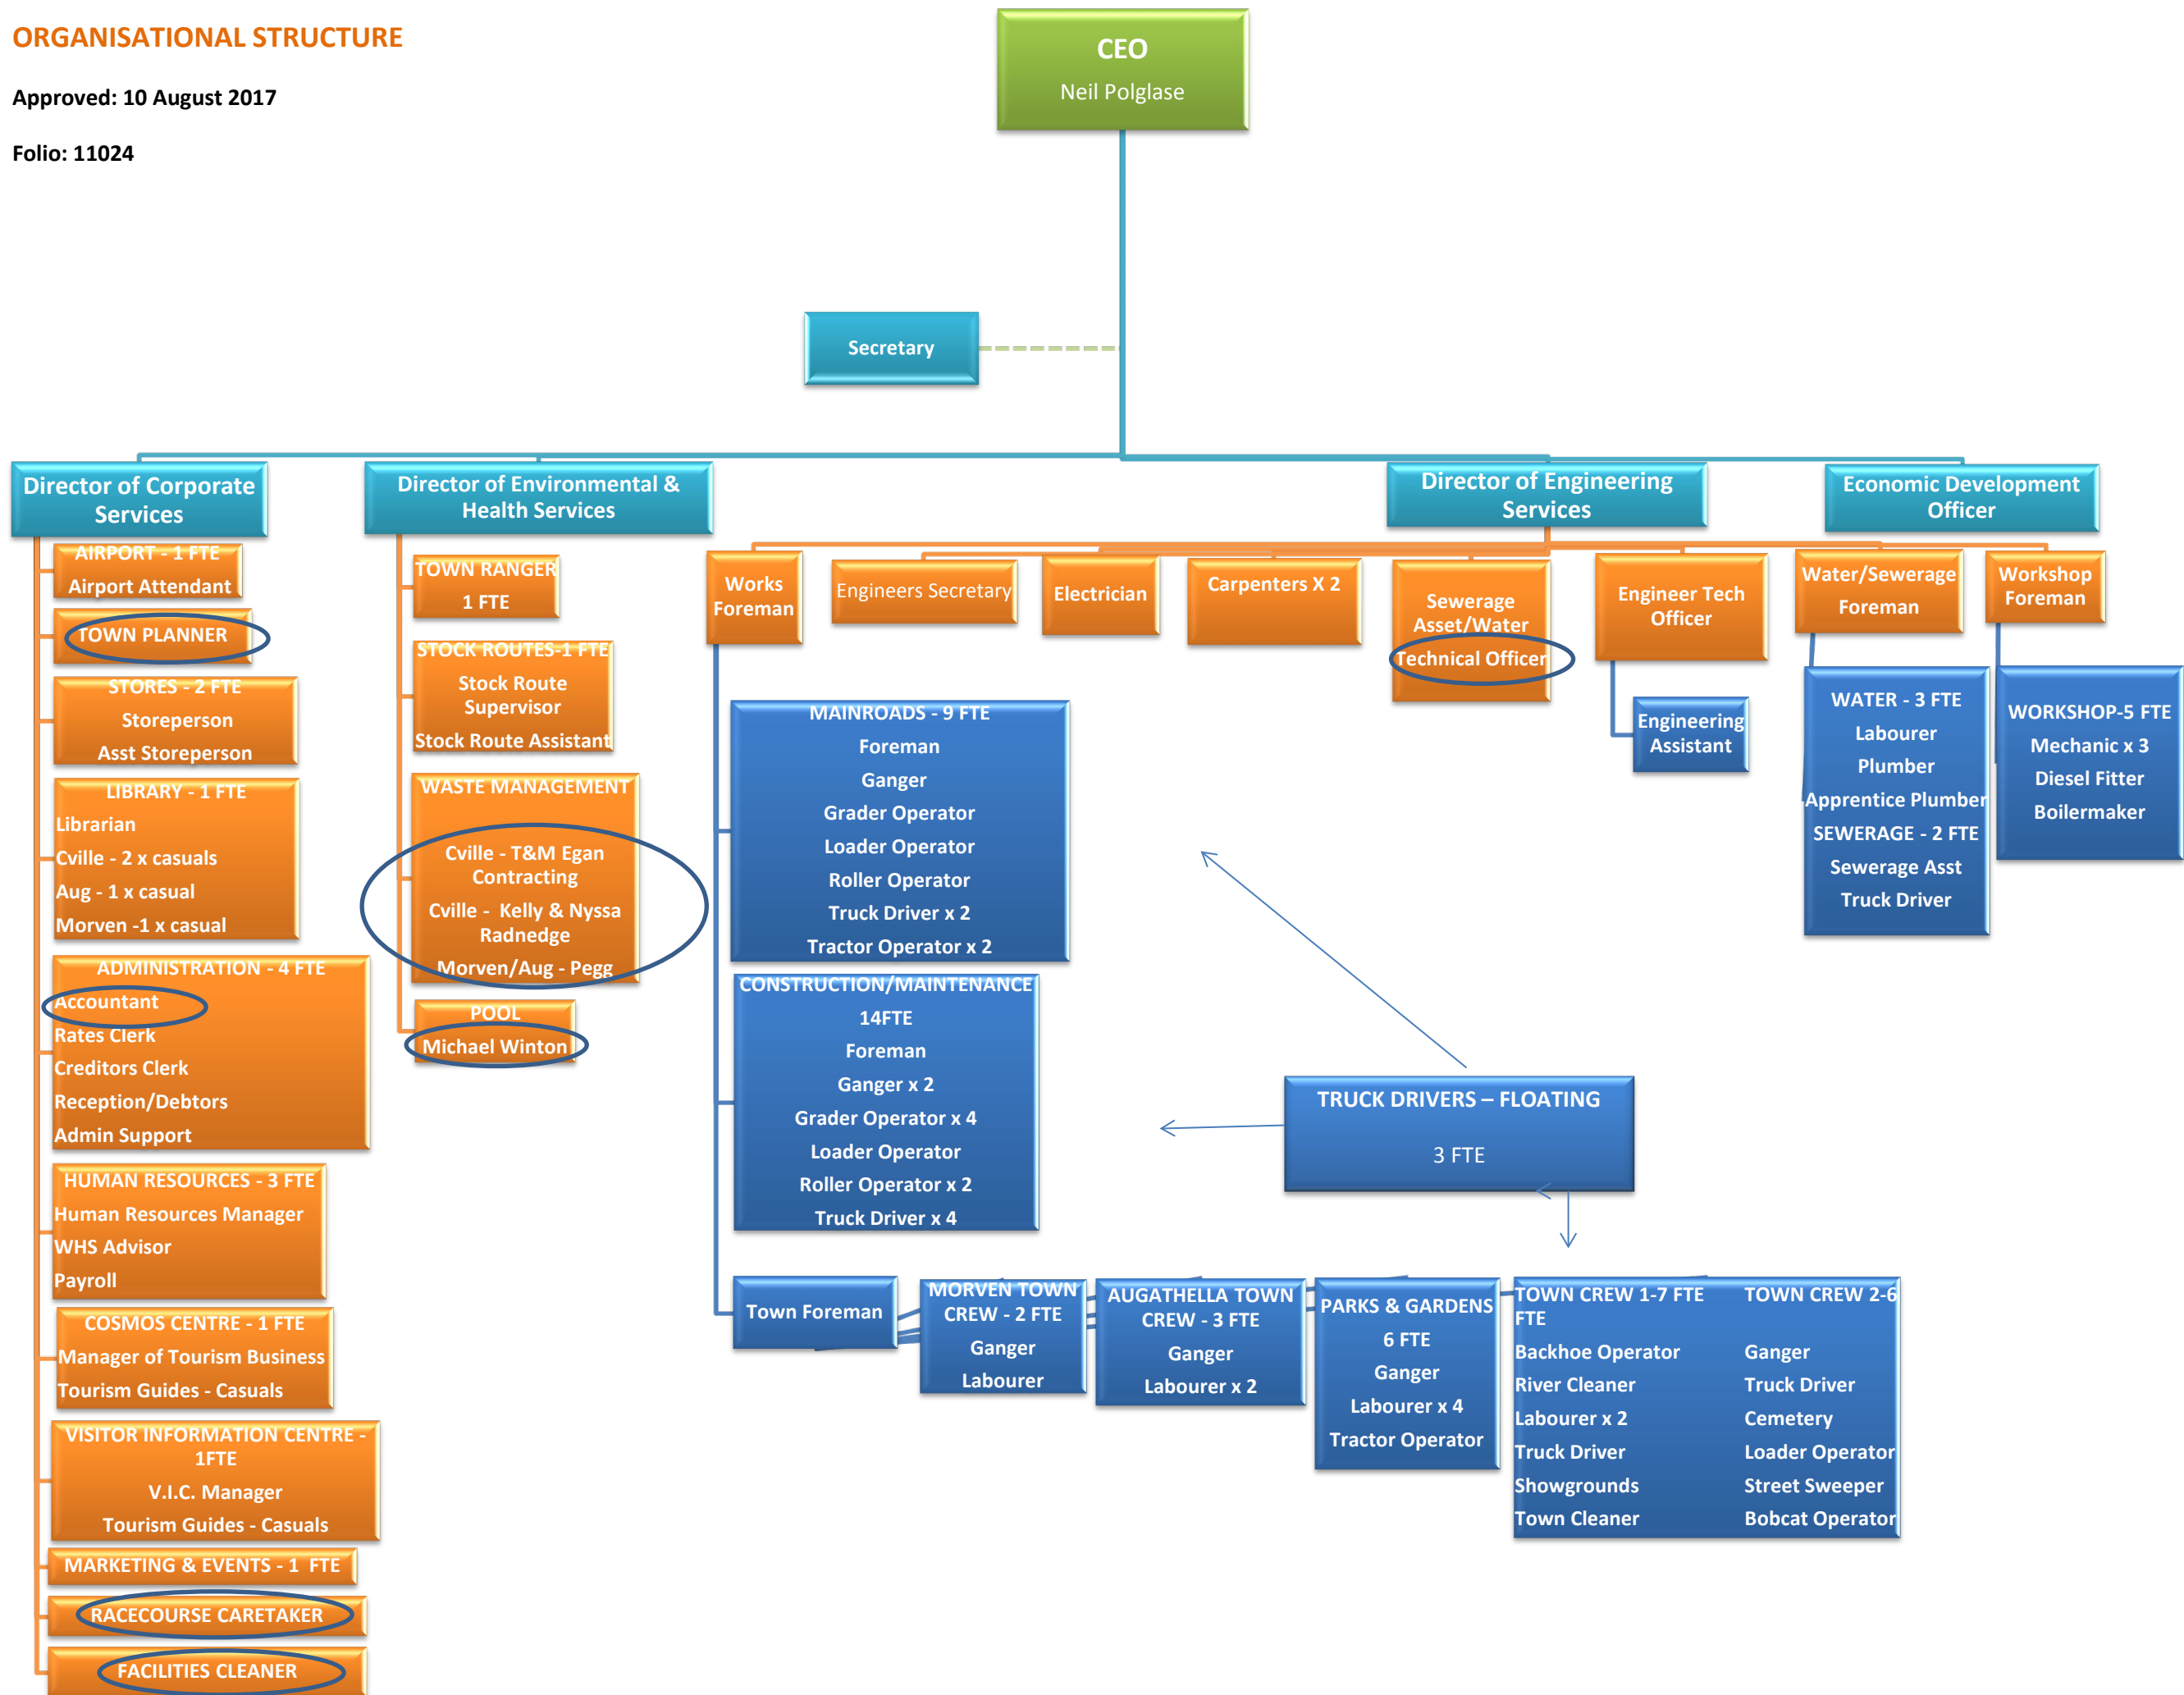 ORGANISATIONAL STRUCTURE
Approved: 10 August 2017
Folio: 11024
CEO
Neil Polglase
Secretary
Director of Corporate
Services
Director of Environmental &
Health Services
Director of Engineering
Services
Economic Development
Officer
AIRPORT - 1 FTE
Airport Attendant
TOWN PLANNER
STORES - 2 FTE
Storeperson
Asst Storeperson
LIBRARY - 1 FTE
Librarian
Cville - 2 x casuals
Aug - 1 x casual
Morven -1 x casual
ADMINISTRATION - 4 FTE
Accountant
Rates Clerk
Creditors Clerk
Reception/Debtors
Admin Support
HUMAN RESOURCES - 3 FTE
Human Resources Manager
WHS Advisor
Payroll
COSMOS CENTRE - 1 FTE
Manager of Tourism Business
Tourism Guides - Casuals
VISITOR INFORMATION CENTRE -
1FTE
V.I.C. Manager
Tourism Guides - Casuals
MARKETING & EVENTS - 1 FTE
RACECOURSE CARETAKER
FACILITIES CLEANER
TOWN RANGER
1 FTE
STOCK ROUTES-1 FTE
Stock Route
Supervisor
Stock Route Assistant
WASTE MANAGEMENT
Cville - T&M Egan
Contracting
Cville - Kelly & Nyssa
Radnedge
Morven/Aug - Pegg
POOL
Michael Winton
Works
Foreman
Engineers Secretary
Electrician
Carpenters X 2
Sewerage
Asset/Water
Technical Officer
Engineer Tech
Officer
Water/Sewerage
Foreman
Workshop
Foreman
MAINROADS - 9 FTE
Foreman
Ganger
Grader Operator
Loader Operator
Roller Operator
Truck Driver x 2
Tractor Operator x 2
Engineering
Assistant
WATER - 3 FTE
Labourer
Plumber
Apprentice Plumber
SEWERAGE - 2 FTE
Sewerage Asst
Truck Driver
WORKSHOP-5 FTE
Mechanic x 3
Diesel Fitter
Boilermaker
CONSTRUCTION/MAINTENANCE
14FTE
Foreman
Ganger x 2
Grader Operator x 4
Loader Operator
Roller Operator x 2
Truck Driver x 4
TRUCK DRIVERS – FLOATING
3 FTE
Town Foreman
MORVEN TOWN
CREW - 2 FTE
Ganger
Labourer
AUGATHELLA TOWN
CREW - 3 FTE
Ganger
Labourer x 2
PARKS & GARDENS
6 FTE
Ganger
Labourer x 4
Tractor Operator
TOWN CREW 1-7 FTE TOWN CREW 2-6
FTE
Backhoe Operator Ganger
River Cleaner Truck Driver
Labourer x 2 Cemetery
Truck Driver Loader Operator
Showgrounds Street Sweeper
Town Cleaner Bobcat Operator